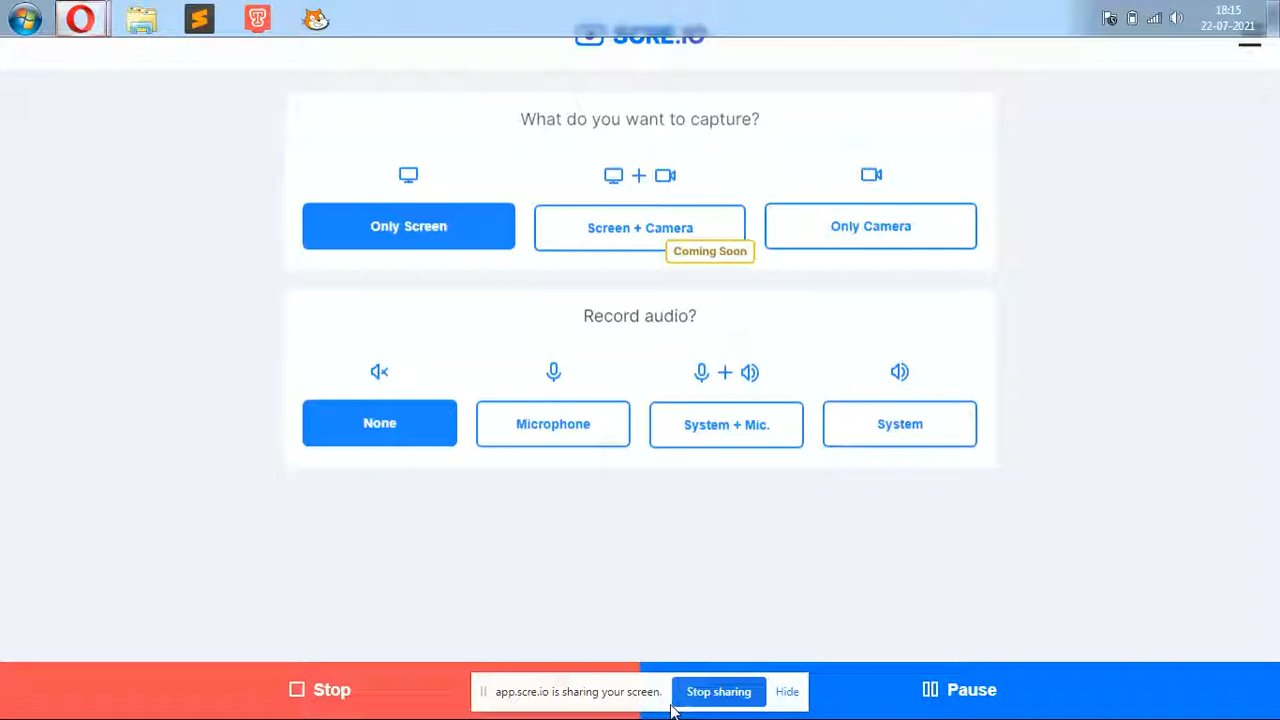 18:15
22-07-2021
SCRE.IO
What do you want to capture?
Only Screen
Screen + Camera
Only Camera
Coming Soon
Record audio?
None
Microphone
System + Mic.
System
Stop
app.scre.io is sharing your screen.
Stop sharing
Hide
Pause